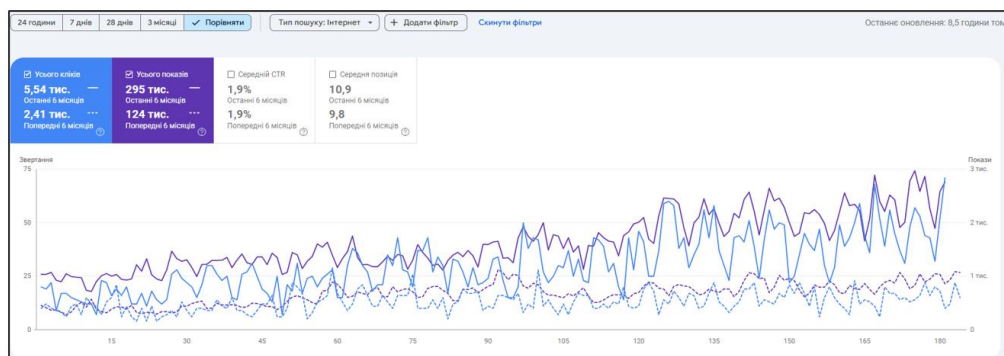 24 години 7 днів 28 днів 3 місяці Порівняти Тип пошуку: Інтернет + Додати фільтр Скинути фільтри Останнє оновлення: 8,5 години том
Усього кліків Усього показів Середній CTR Середня позиція
5,54 тис. 295 тис. 1,9% 10,9
Останні 6 місяців Останні 6 місяців Останні 6 місяців Останні 6 місяців
2,41 тис. 124 тис. 1,9% 9,8
Попередні 6 місяців Попередні 6 місяців Попередні 6 місяців Попередні 6 місяців
Звертання Покази
75 3 тис.
50 2 тис.
25 1 тис.
0 0
15 30 45 60 75 90 105 120 135 150 165 180